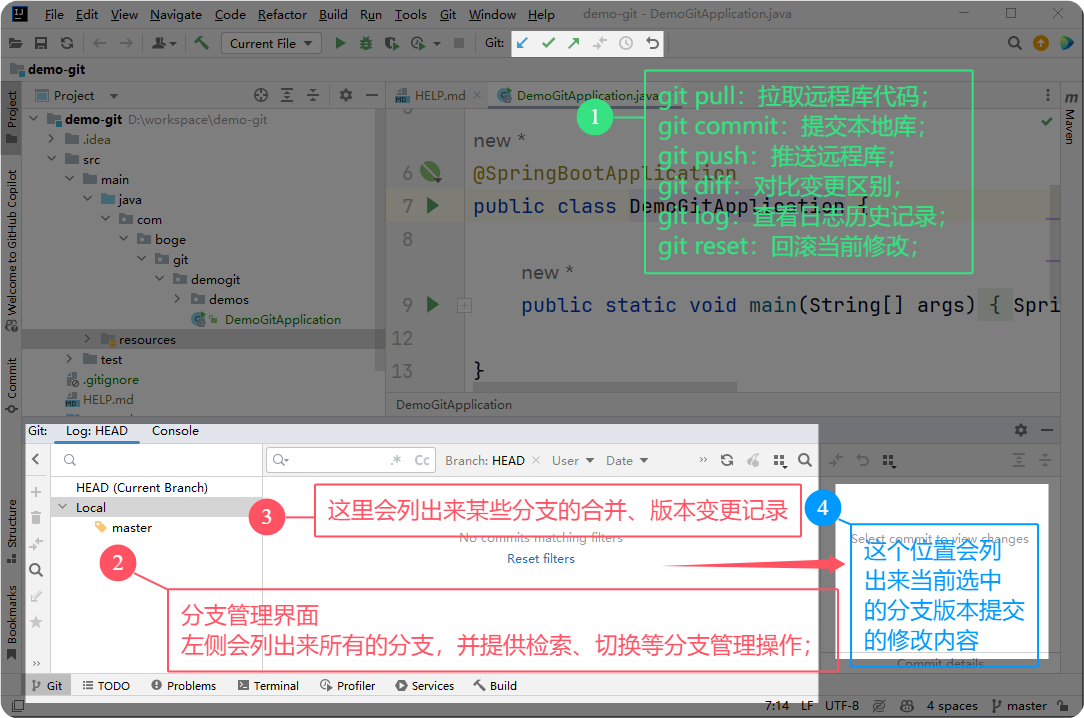 File Edit View Navigate Code Refactor Build Run Tools Git Window Help demo-git - DemoGitApplication.java
Current File Git:
demo-git
Project
HELP.md DemoGitApplication.java
Project
Welcome to GitHub Copilot
Commit
Structure
Bookmarks
Maven
demo-git D:\workspace\demo-git
.idea
src
main
java
com
boge
git
demogit
demos
DemoGitApplication
resources
test
.gitignore
HELP.md
new *
6 @SpringBootApplication
7 public class DemoGitApplication {
8
new *
9 public static void main(String[] args) { Spri
12
13 }
DemoGitApplication
1
git pull：拉取远程库代码；
git commit：提交本地库；
git push：推送远程库；
git diff：对比变更区别；
git log：查看日志历史记录；
git reset：回滚当前修改；
Git: Log: HEAD Console
Branch: HEAD User Date
.* Cc
HEAD (Current Branch)
Local
master
3
这里会列出来某些分支的合并、版本变更记录
No commits matching filters
Reset filters
2
分支管理界面
左侧会列出来所有的分支，并提供检索、切换等分支管理操作；
4
Select commit to view changes
这个位置会列
出来当前选中
的分支版本提交
的修改内容
Commit details
Git TODO Problems Terminal Profiler Services Build
7:14 LF UTF-8 4 spaces master